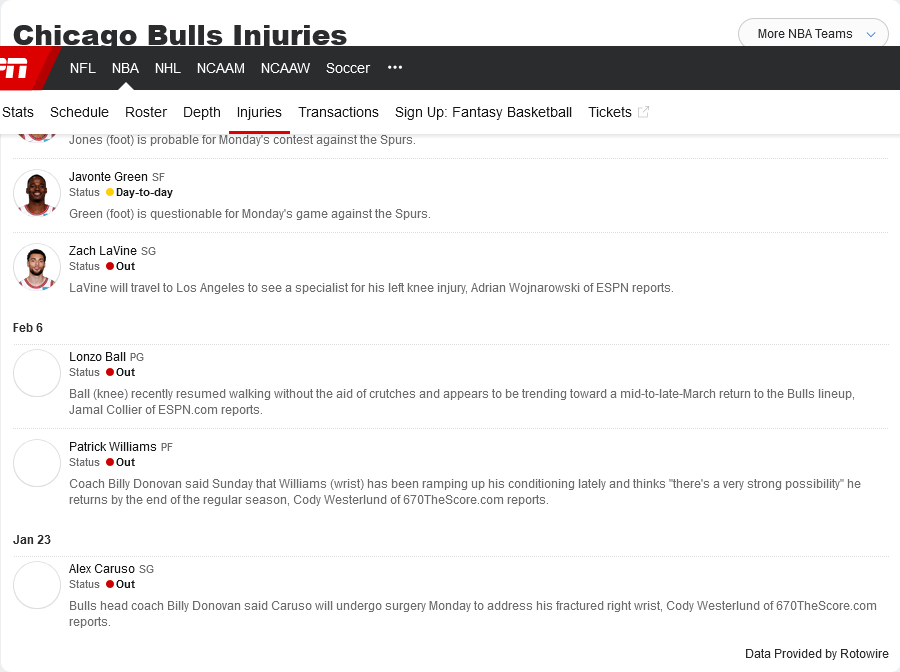 Chicago Bulls Injuries
More NBA Teams
NFL NBA NHL NCAAM NCAAW Soccer •••
Stats Schedule Roster Depth Injuries Transactions Sign Up: Fantasy Basketball Tickets
Jones (foot) is probable for Monday's contest against the Spurs.
Javonte Green SF
Status Day-to-day
Green (foot) is questionable for Monday's game against the Spurs.
Zach LaVine SG
Status Out
LaVine will travel to Los Angeles to see a specialist for his left knee injury, Adrian Wojnarowski of ESPN reports.
Feb 6
Lonzo Ball PG
Status Out
Ball (knee) recently resumed walking without the aid of crutches and appears to be trending toward a mid-to-late-March return to the Bulls lineup,
Jamal Collier of ESPN.com reports.
Patrick Williams PF
Status Out
Coach Billy Donovan said Sunday that Williams (wrist) has been ramping up his conditioning lately and thinks "there's a very strong possibility" he
returns by the end of the regular season, Cody Westerlund of 670TheScore.com reports.
Jan 23
Alex Caruso SG
Status Out
Bulls head coach Billy Donovan said Caruso will undergo surgery Monday to address his fractured right wrist, Cody Westerlund of 670TheScore.com
reports.
Data Provided by Rotowire